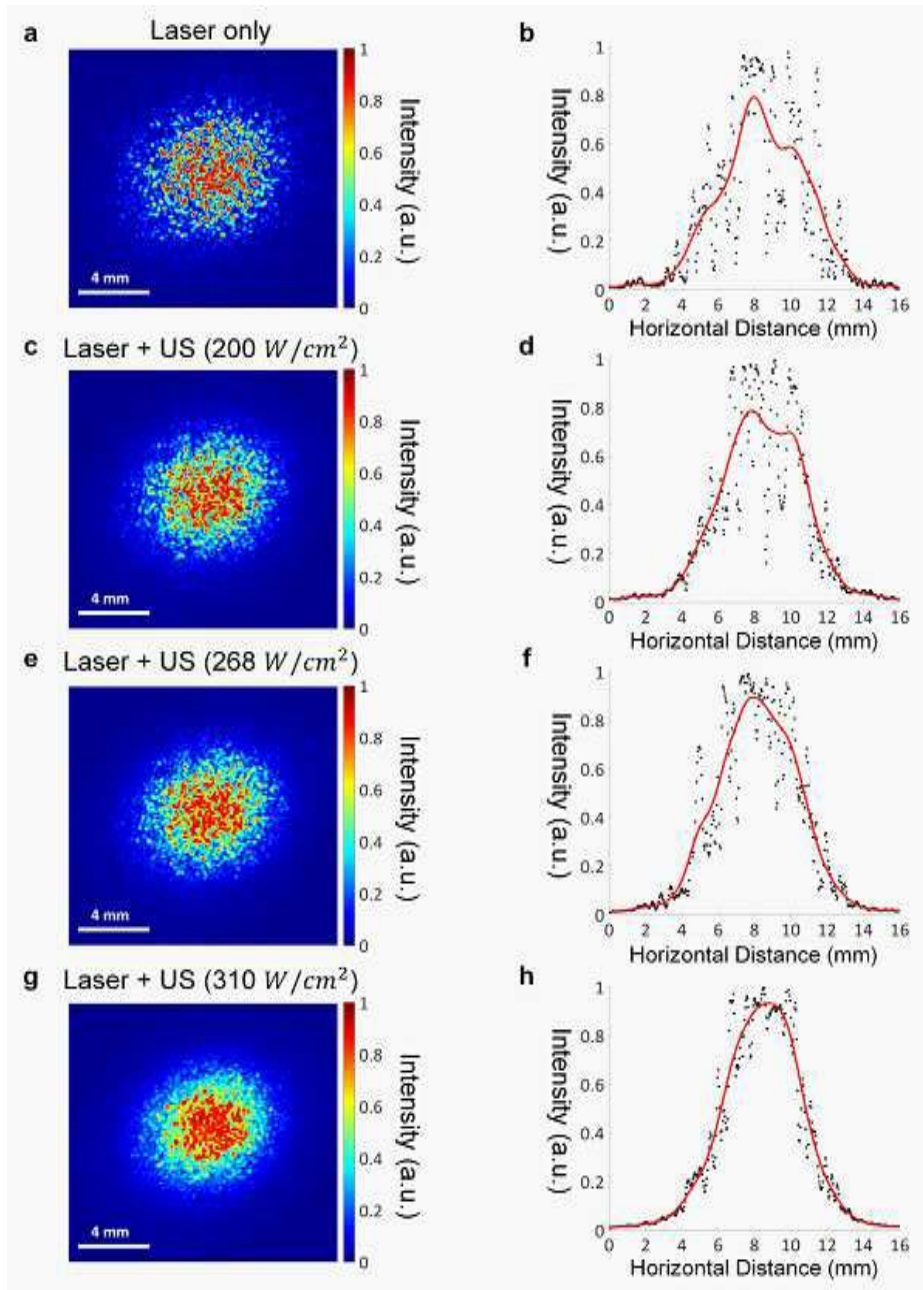 a
Laser only
1
0.8
0.6
0.4
0.2
0
Intensity (a.u.)
4 mm
b
1
0.8
0.6
0.4
0.2
0
Intensity (a.u.)
0 2 4 6 8 10 12 14 16
Horizontal Distance (mm)
c
Laser + US (200 W/cm²)
1
0.8
0.6
0.4
0.2
0
Intensity (a.u.)
4 mm
d
1
0.8
0.6
0.4
0.2
0
Intensity (a.u.)
0 2 4 6 8 10 12 14 16
Horizontal Distance (mm)
e
Laser + US (268 W/cm²)
1
0.8
0.6
0.4
0.2
0
Intensity (a.u.)
4 mm
f
1
0.8
0.6
0.4
0.2
0
Intensity (a.u.)
0 2 4 6 8 10 12 14 16
Horizontal Distance (mm)
g
Laser + US (310 W/cm²)
1
0.8
0.6
0.4
0.2
0
Intensity (a.u.)
4 mm
h
1
0.8
0.6
0.4
0.2
0
Intensity (a.u.)
0 2 4 6 8 10 12 14 16
Horizontal Distance (mm)